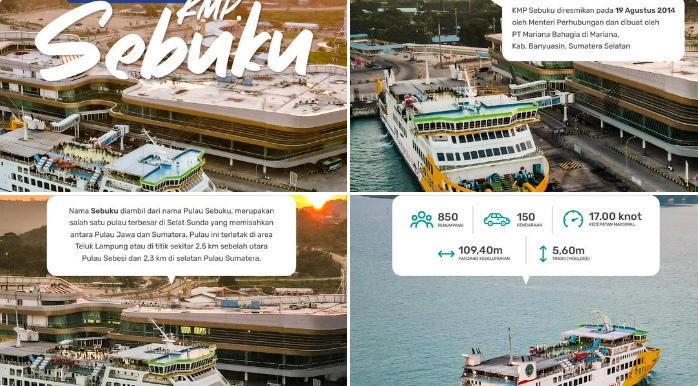 KMP.
Sebuku
KMP Sebuku diresmikan pada 19 Agustus 2014
oleh Menteri Perhubungan dan dibuat oleh
PT Mariana Bahagia di Mariana,
Kab. Banyuasin, Sumatera Selatan
Nama Sebuku diambil dari nama Pulau Sebuku, merupakan
salah satu pulau terbesar di Selat Sunda yang memisahkan
antara Pulau Jawa dan Sumatera. Pulau ini terletak di area
Teluk Lampung atau di titik sekitar 2,5 km sebelah utara
Pulau Sebesi dan 2,3 km di selatan Pulau Sumatera.
850
PENUMPANG
150
KENDARAAN
17.00 knot
KECEPATAN MAKSIMAL
109,40m
PANJANG KESELURUHAN
5,60m
TINGGI (MOULDED)